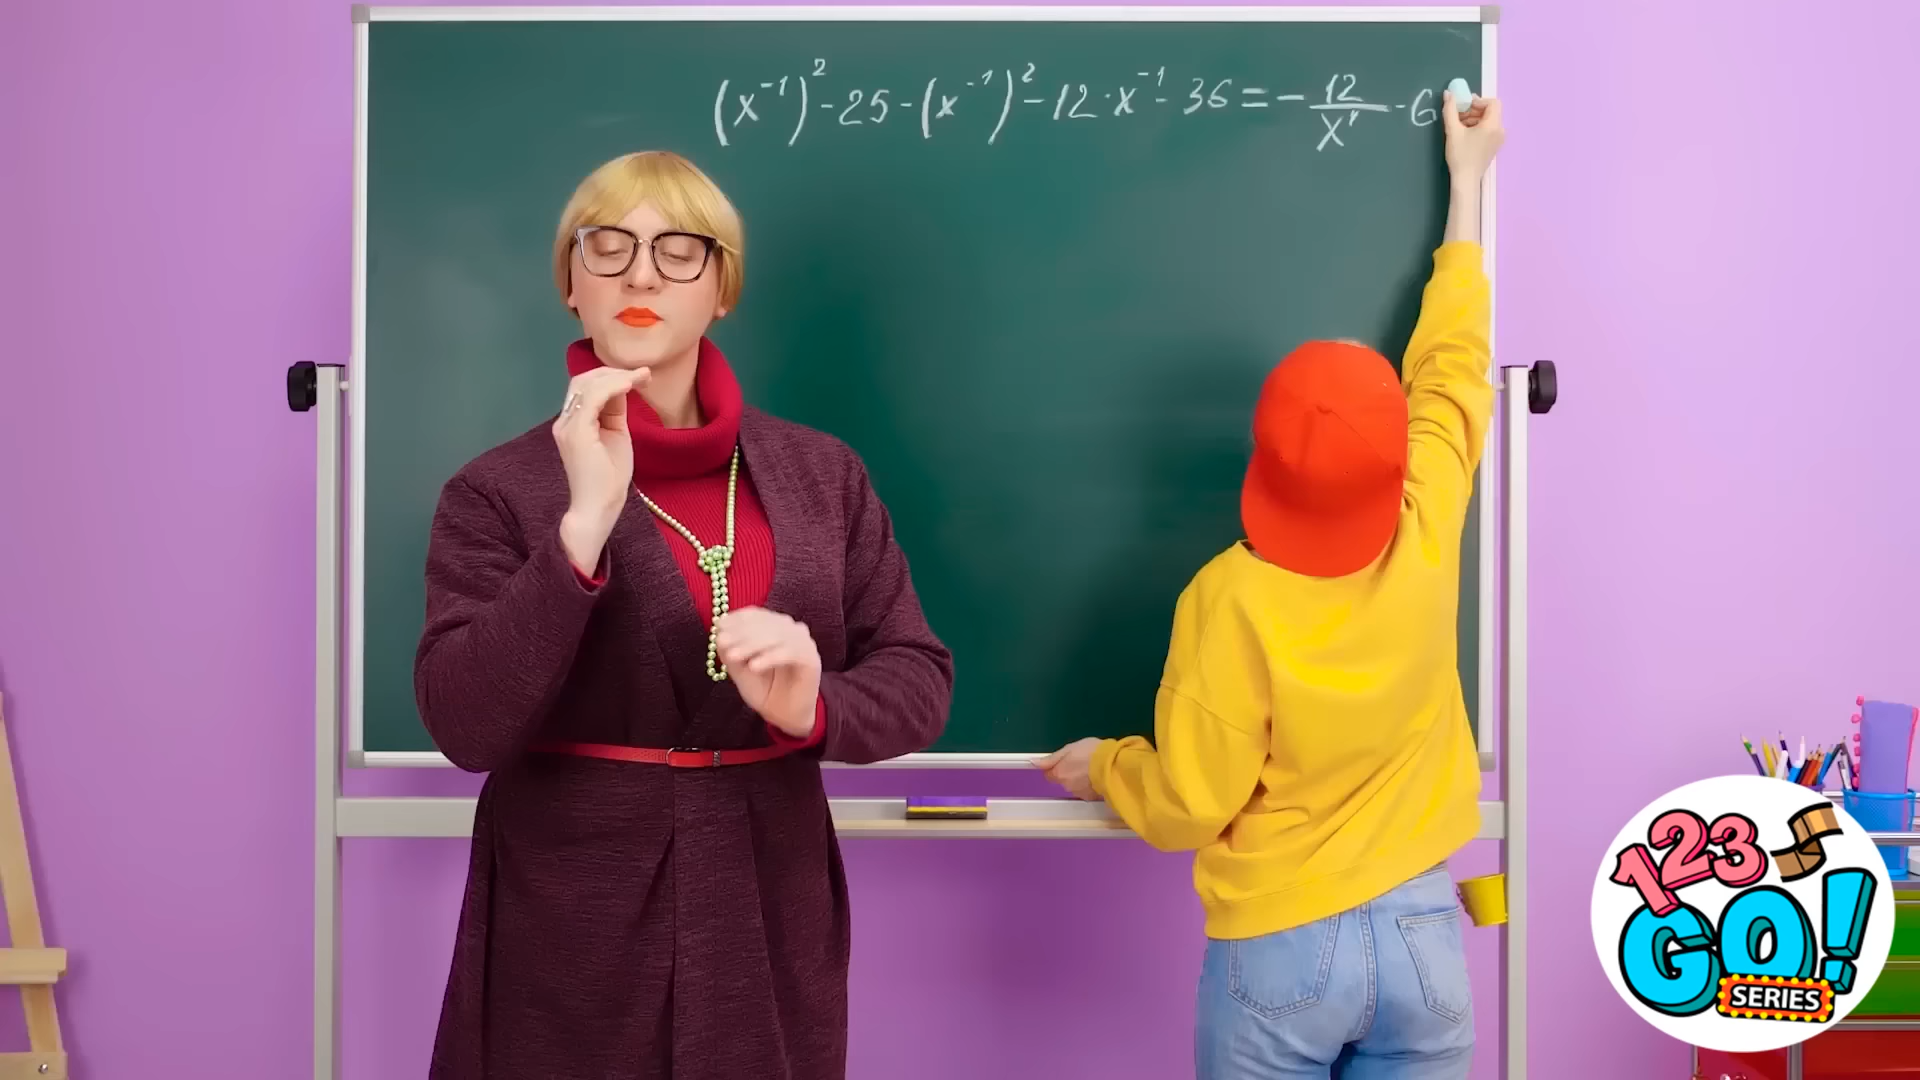 (x⁻¹)² - 25 - (x⁻¹)² - 12 · x⁻¹ - 36 = - 12/x¹ - 6
123
GO!
SERIES